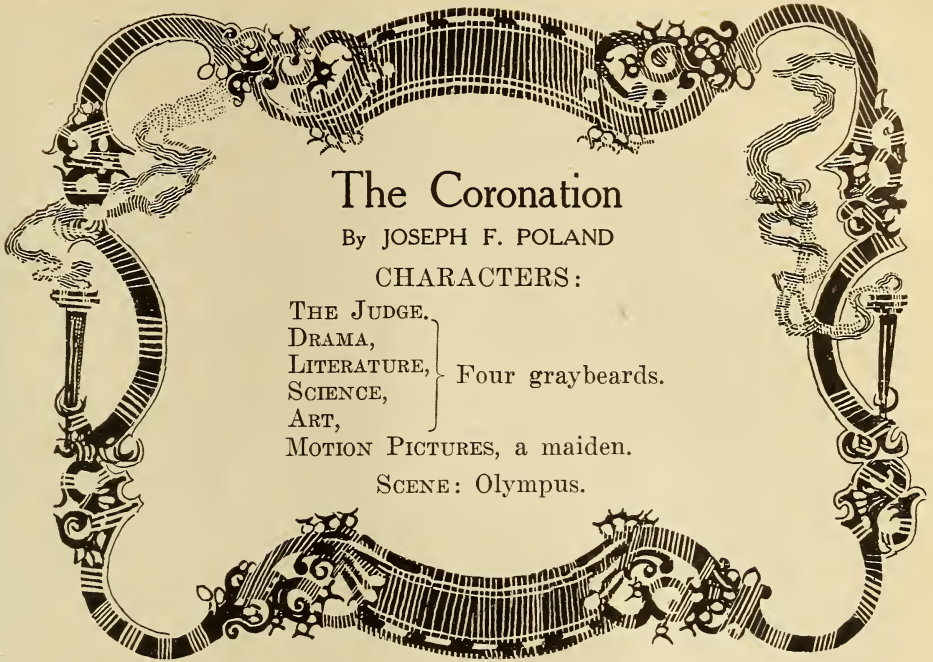 The Coronation
By JOSEPH F. POLAND
CHARACTERS:
THE JUDGE.
DRAMA,
LITERATURE,
SCIENCE,
ART,
Four graybeards.
MOTION PICTURES, a maiden.
SCENE: Olympus.